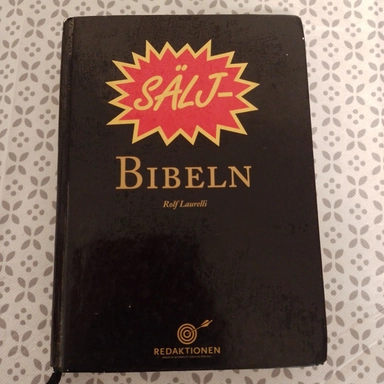 SÄLJ-
BIBELN
Rolf Laurelli
REDAKTIONEN